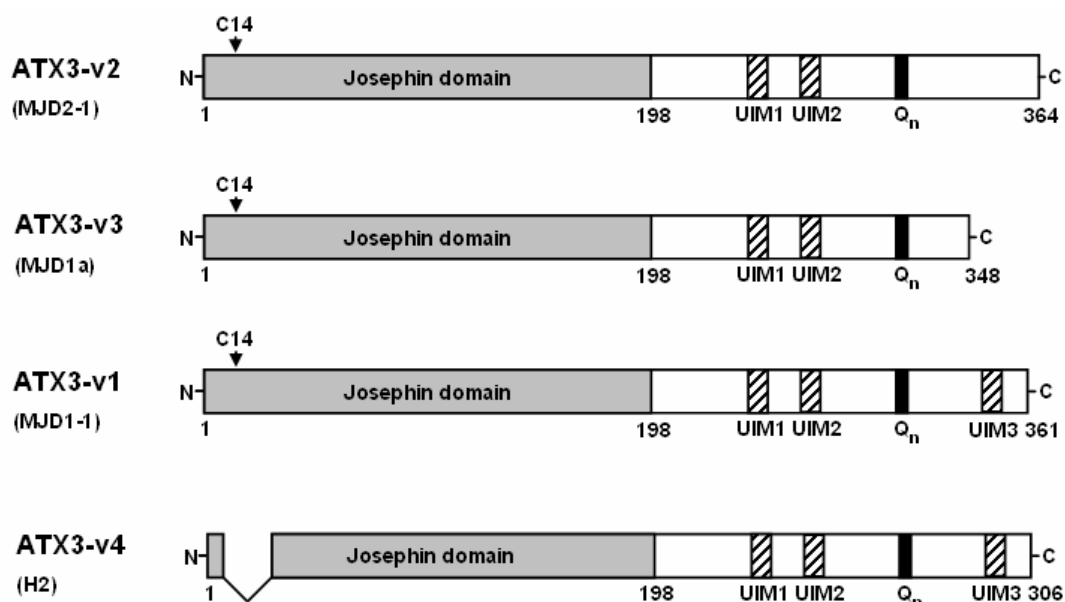 C14
ATX3-v2
(MJD2-1)
N Josephin domain C
1 198 UIM1 UIM2 Qn 364
C14
ATX3-v3
(MJD1a)
N Josephin domain C
1 198 UIM1 UIM2 Qn 348
C14
ATX3-v1
(MJD1-1)
N Josephin domain C
1 198 UIM1 UIM2 Qn UIM3 361
ATX3-v4
(H2)
N Josephin domain C
1 198 UIM1 UIM2 Qn UIM3 306